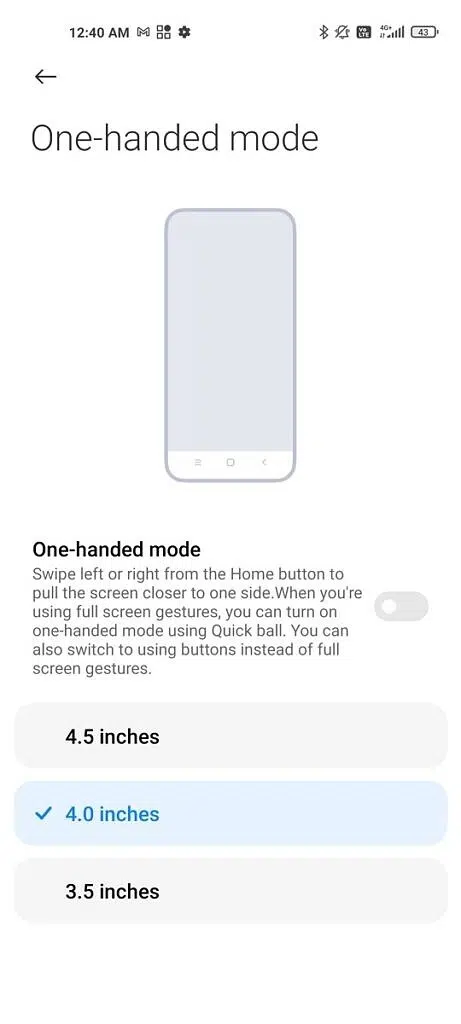 12:40 AM
Vo
LTE
4G+
43
One-handed mode
One-handed mode
Swipe left or right from the Home button to
pull the screen closer to one side.When you're
using full screen gestures, you can turn on
one-handed mode using Quick ball. You can
also switch to using buttons instead of full
screen gestures.
4.5 inches
4.0 inches
3.5 inches